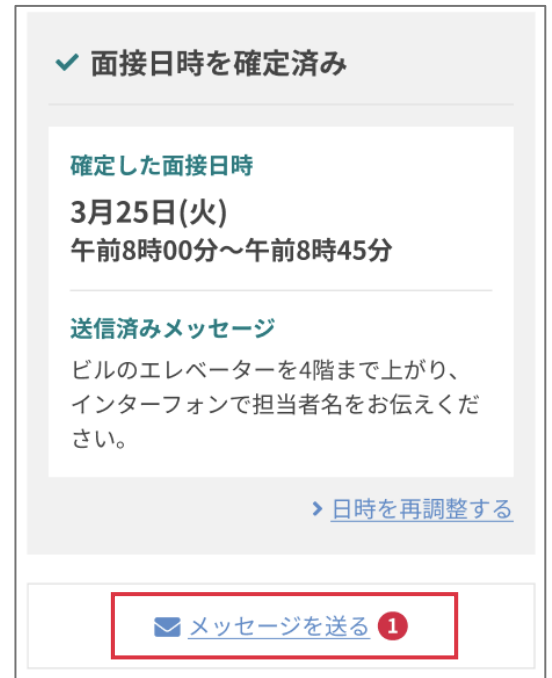 面接日時を確定済み
確定した面接日時
3月25日(火)
午前8時00分～午前8時45分
送信済みメッセージ
ビルのエレベーターを4階まで上がり、
インターフォンで担当者名をお伝えくだ
さい。
日時を再調整する
メッセージを送る 1